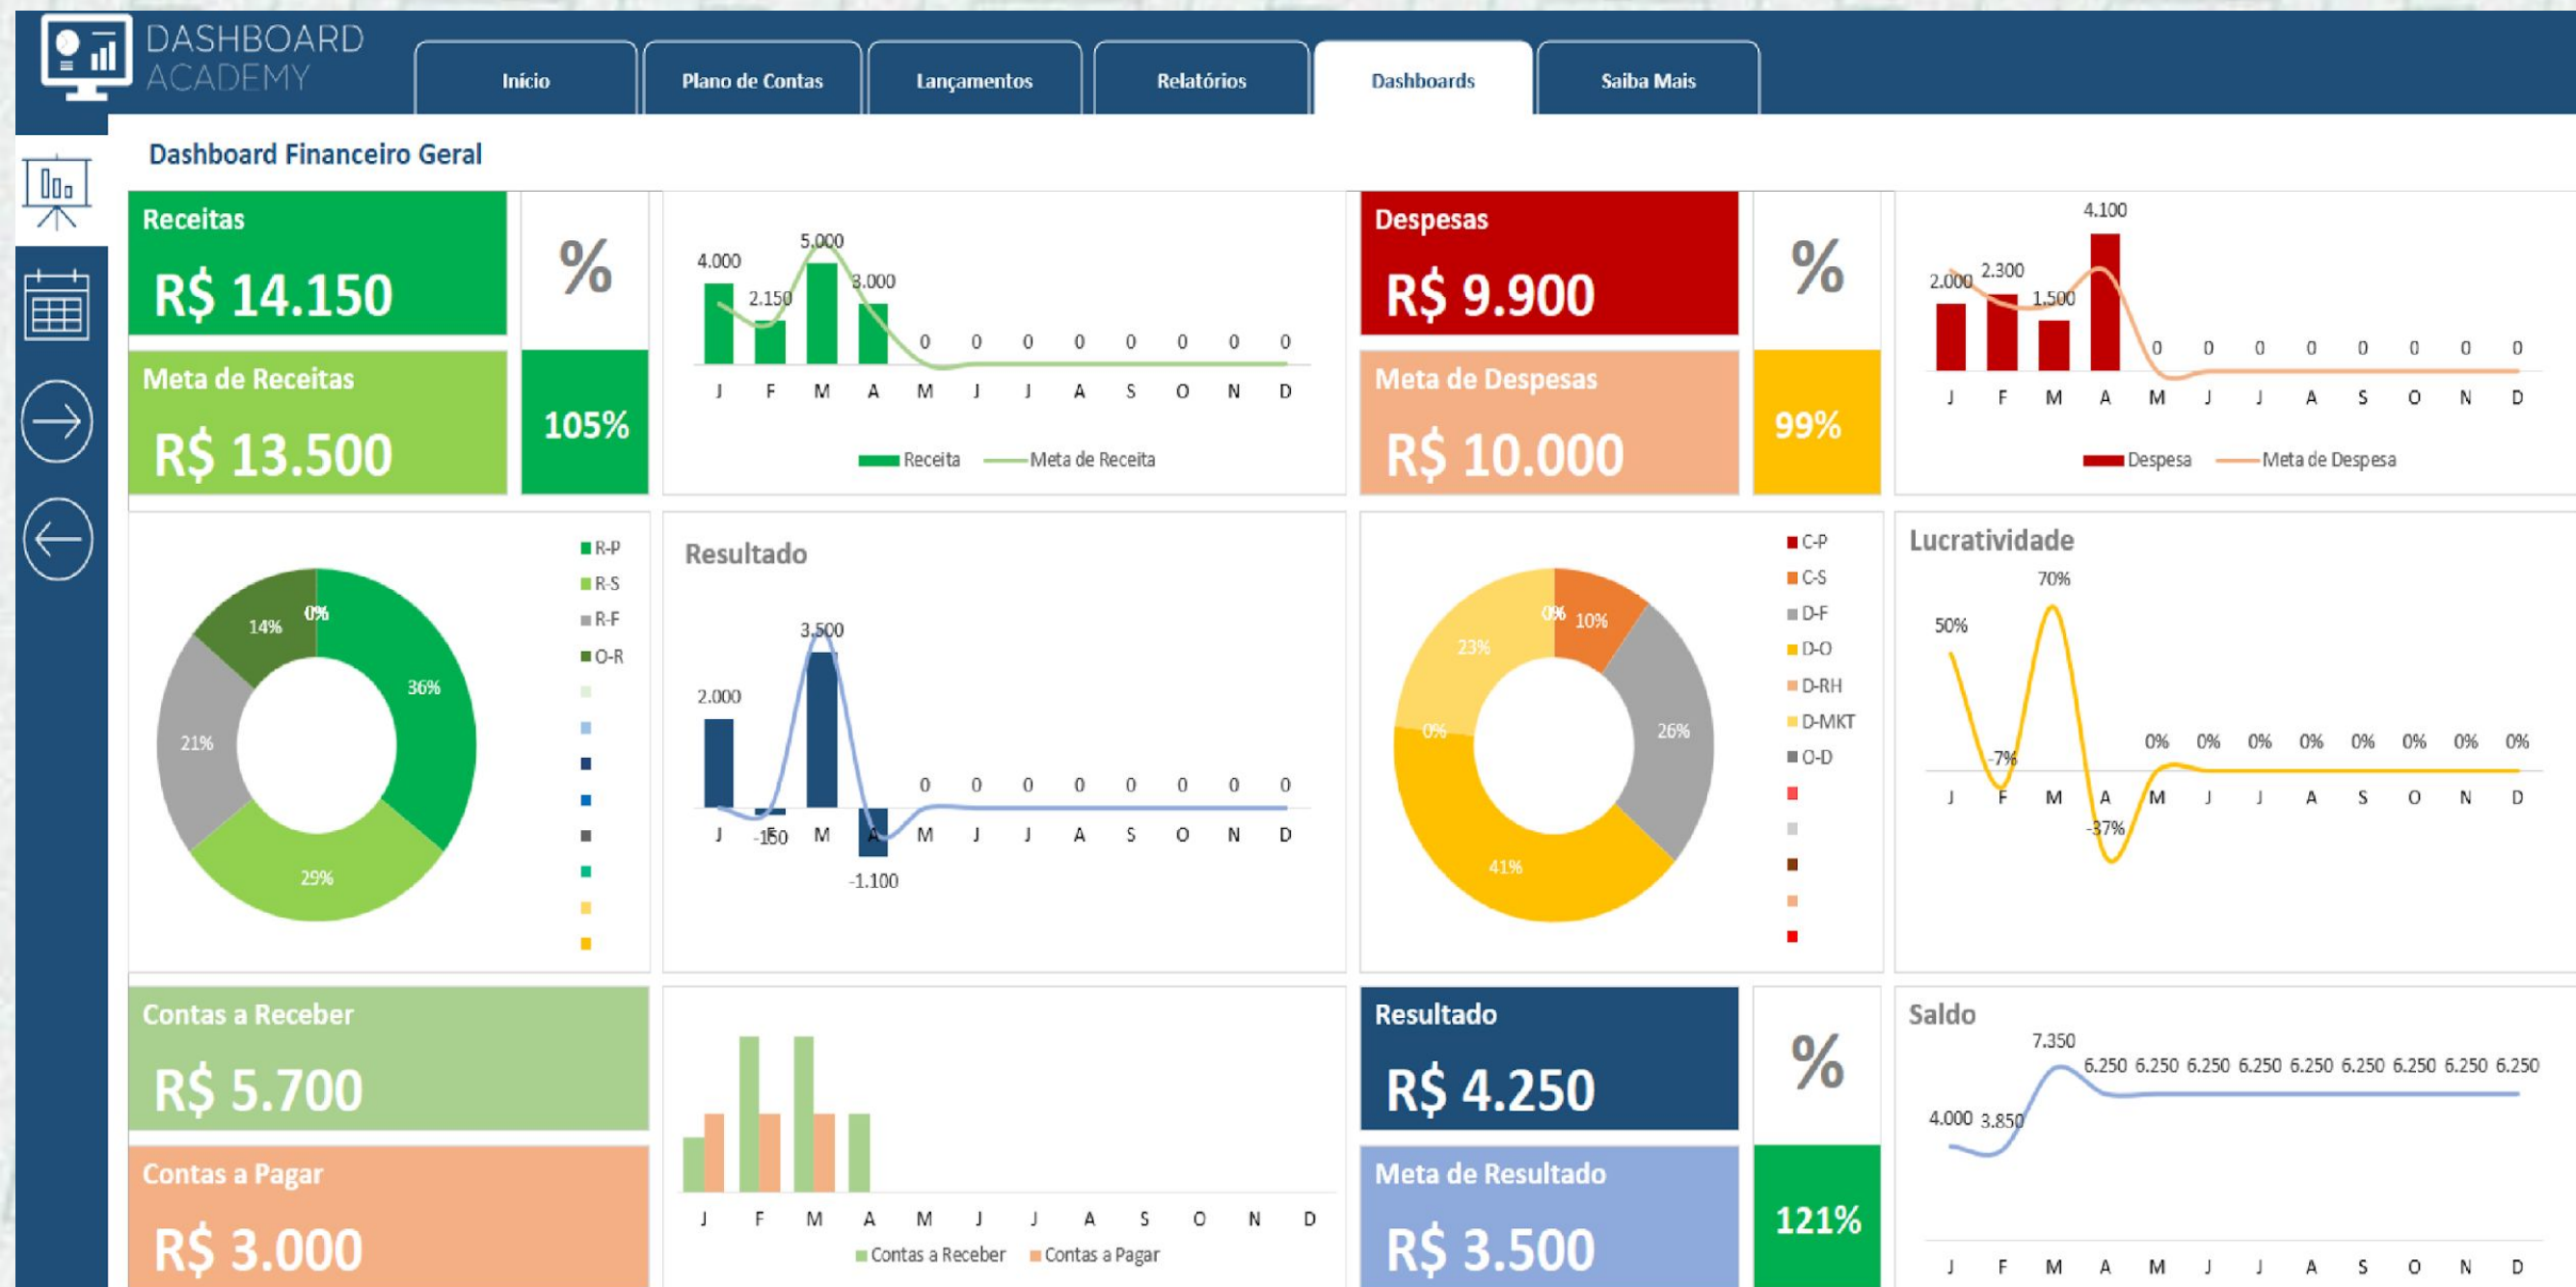 DASHBOARD
ACADEMY
Início
Plano de Contas
Lançamentos
Relatórios
Dashboards
Saiba Mais
Dashboard Financeiro Geral
Receitas
R$ 14.150
%
Meta de Receitas
R$ 13.500
105%
4.000 2.150 5.000 3.000 0 0 0 0 0 0 0 0
J F M A M J J A S O N D
Receita Meta de Receita
Despesas
R$ 9.900
%
Meta de Despesas
R$ 10.000
99%
2.000 2.300 1.500 4.100 0 0 0 0 0 0 0 0
J F M A M J J A S O N D
Despesa Meta de Despesa
0%
14%
36%
21%
29%
R-P
R-S
R-F
O-R
Resultado
2.000 -150 3.500 -1.100 0 0 0 0 0 0 0 0
J F M A M J J A S O N D
0%
10%
23%
26%
0%
41%
C-P
C-S
D-F
D-O
D-RH
D-MKT
O-D
Lucratividade
50% -7% 70% -37% 0% 0% 0% 0% 0% 0% 0% 0%
J F M A M J J A S O N D
Contas a Receber
R$ 5.700
Contas a Pagar
R$ 3.000
J F M A M J J A S O N D
Contas a Receber Contas a Pagar
Resultado
R$ 4.250
%
Meta de Resultado
R$ 3.500
121%
Saldo
4.000 3.850 7.350 6.250 6.250 6.250 6.250 6.250 6.250 6.250 6.250 6.250
J F M A M J J A S O N D